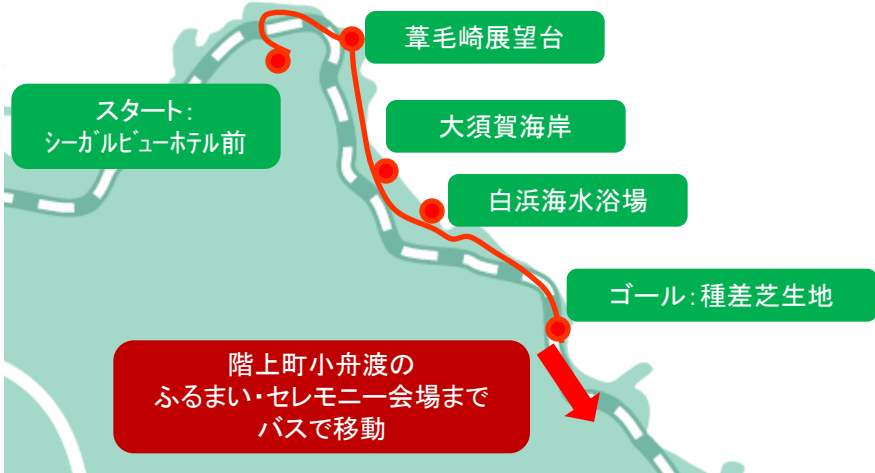 葦毛崎展望台
スタート：
シーガルビューホテル前
大須賀海岸
白浜海水浴場
ゴール：種差芝生地
階上町小舟渡の
ふるまい・セレモニー会場まで
バスで移動